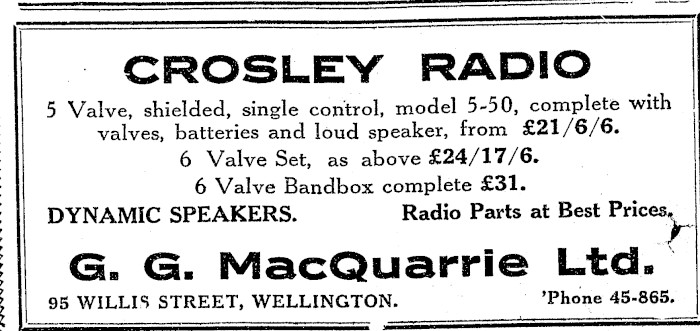 CROSLEY RADIO
5 Valve, shielded, single control, model 5-50, complete with
valves, batteries and loud speaker, from £21/6/6.
6 Valve Set, as above £24/17/6.
6 Valve Bandbox complete £31.
DYNAMIC SPEAKERS. Radio Parts at Best Prices.
G. G. MacQuarrie Ltd.
95 WILLIS STREET, WELLINGTON. 'Phone 45-865.